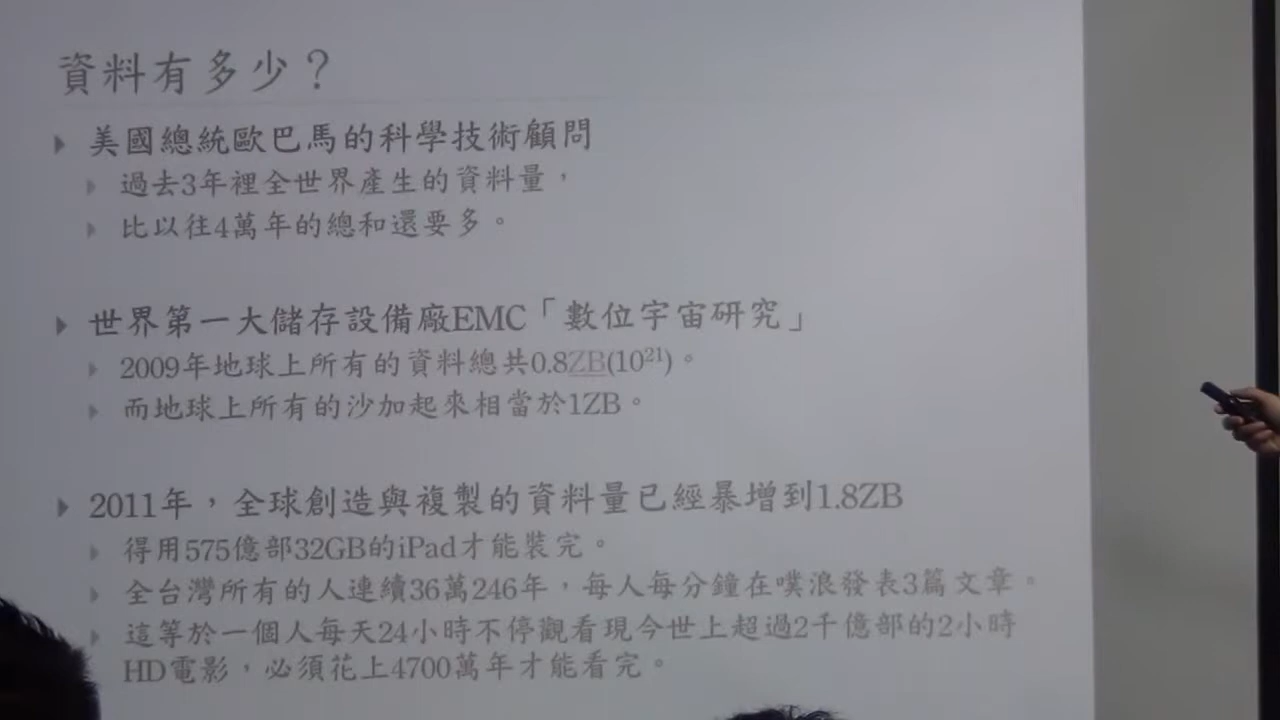 資料有多少？
美國總統歐巴馬的科學技術顧問
過去3年裡全世界產生的資料量，
比以往4萬年的總和還要多。
世界第一大儲存設備廠EMC「數位宇宙研究」
2009年地球上所有的資料總共0.8ZB(10²¹)。
而地球上所有的沙加起來相當於1ZB。
2011年，全球創造與複製的資料量已經暴增到1.8ZB
得用575億部32GB的iPad才能裝完。
全台灣所有的人連續36萬246年，每人每分鐘在噗浪發表3篇文章。
這等於一個人每天24小時不停觀看現今世上超過2千億部的2小時
HD電影，必須花上4700萬年才能看完。